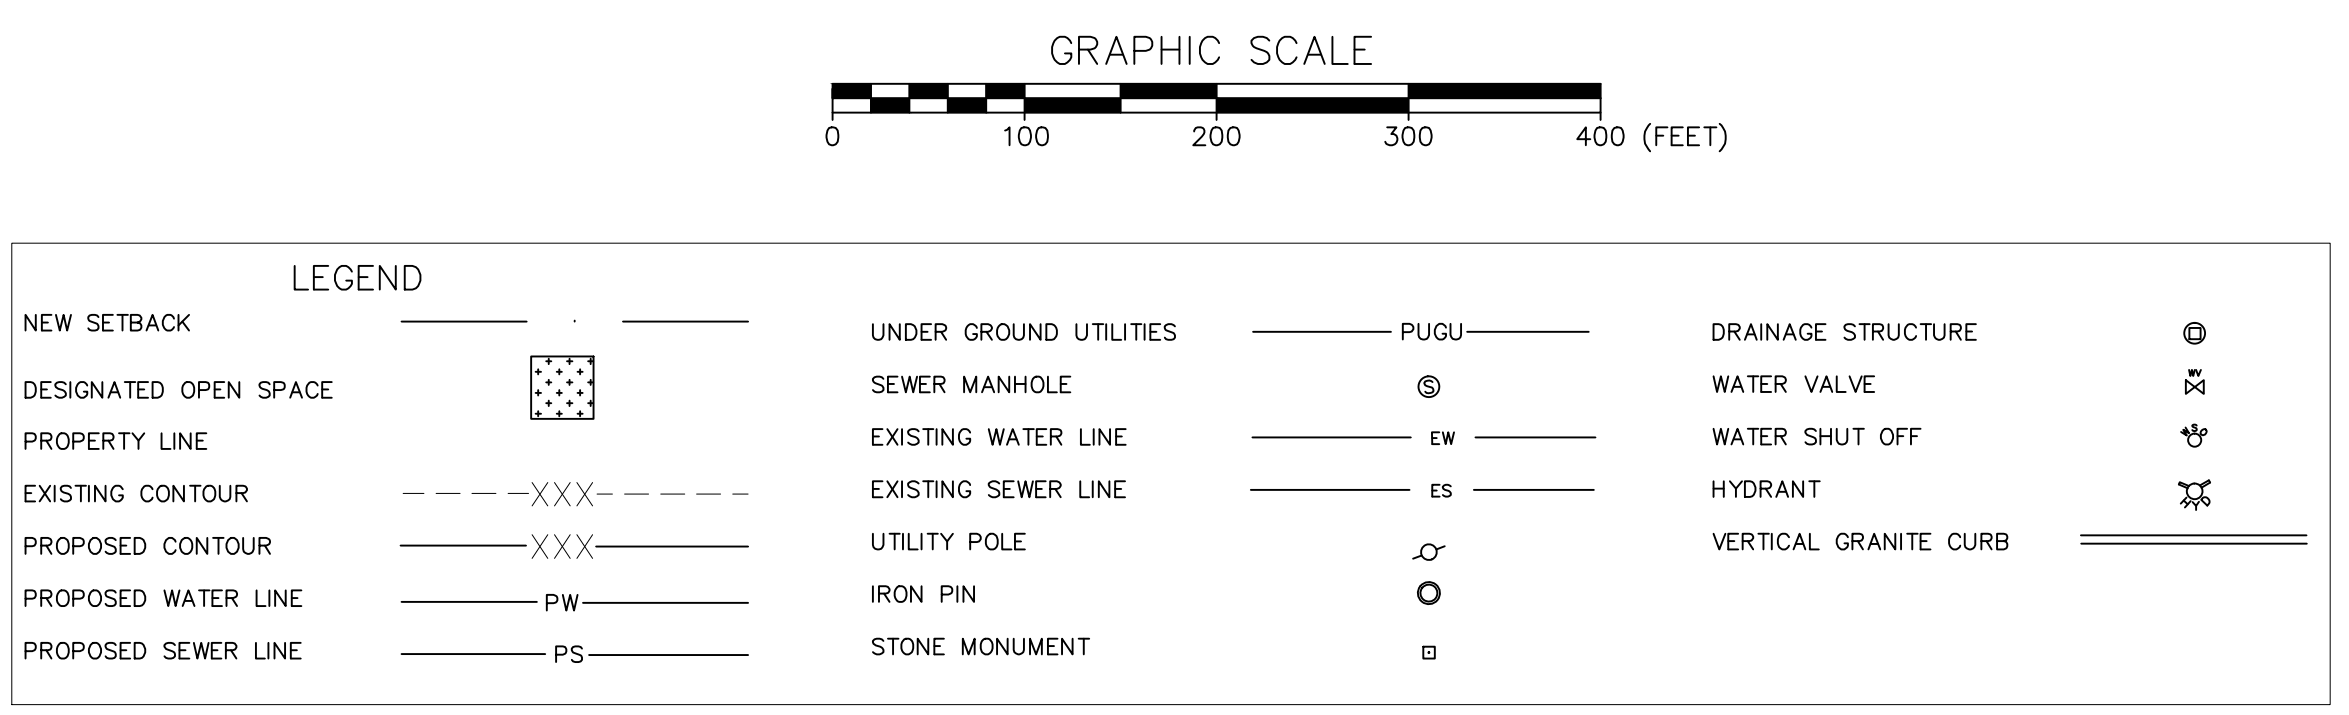 GRAPHIC SCALE
0 100 200 300 400 (FEET)
LEGEND
NEW SETBACK
DESIGNATED OPEN SPACE
PROPERTY LINE
EXISTING CONTOUR XXX
PROPOSED CONTOUR XXX
PROPOSED WATER LINE PW
PROPOSED SEWER LINE PS
UNDER GROUND UTILITIES PUGU
SEWER MANHOLE S
EXISTING WATER LINE EW
EXISTING SEWER LINE ES
UTILITY POLE
IRON PIN
STONE MONUMENT
DRAINAGE STRUCTURE
WATER VALVE WV
WATER SHUT OFF WSO
HYDRANT HYD
VERTICAL GRANITE CURB